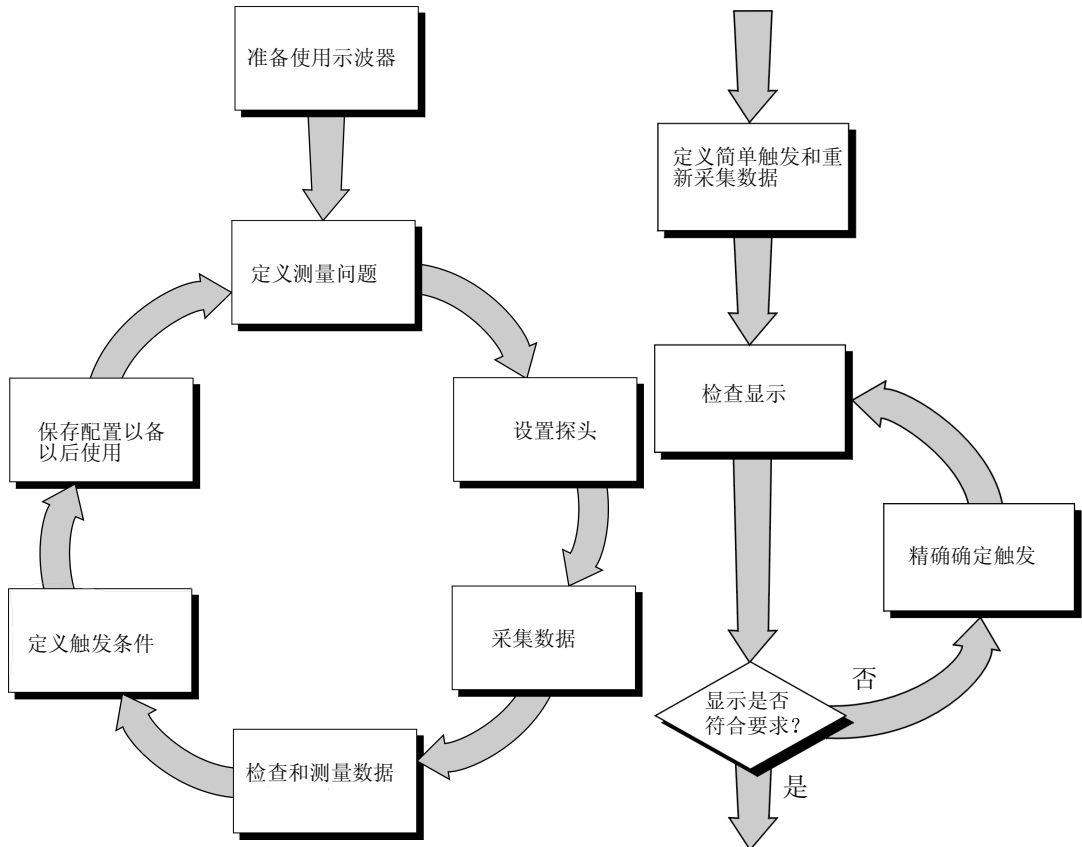 准备使用示波器
定义测量问题
设置探头
采集数据
检查和测量数据
定义触发条件
保存配置以备
以后使用
定义简单触发和重
新采集数据
检查显示
精确确定触发
显示是否
符合要求？
否
是